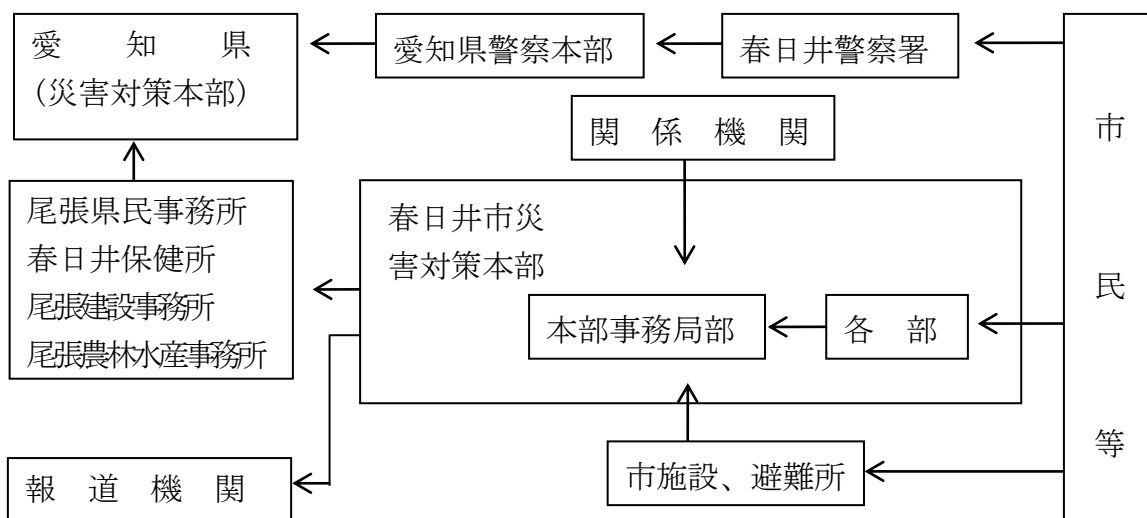 愛知県
(災害対策本部)
愛知県警察本部
春日井警察署
関係機関
市民等
尾張県民事務所
春日井保健所
尾張建設事務所
尾張農林水産事務所
春日井市災
害対策本部
本部事務局部
各部
市施設、避難所
報道機関